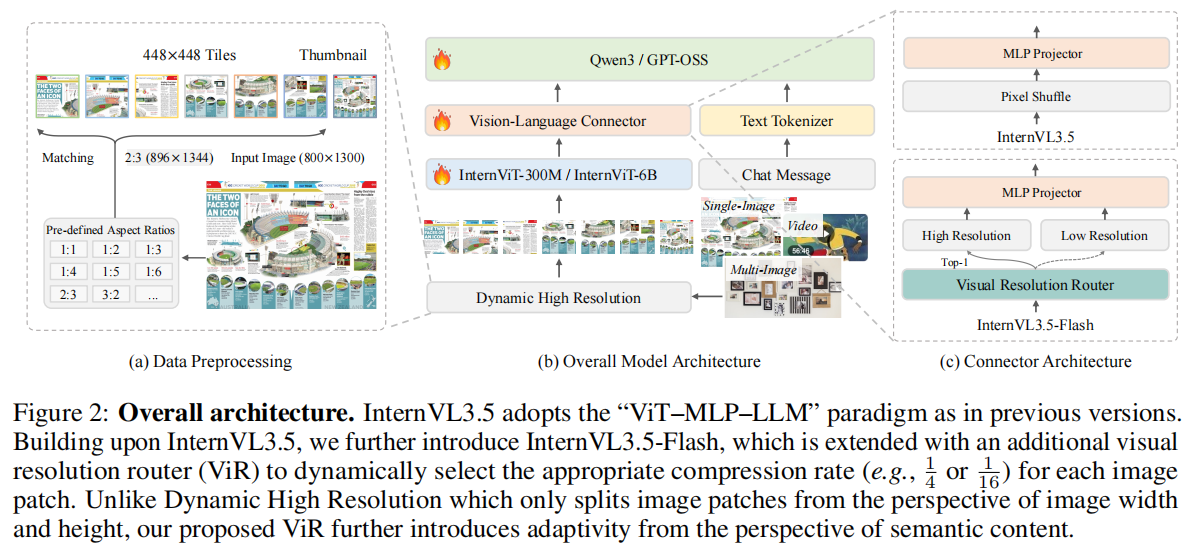 448×448 Tiles
Thumbnail
THE TWO
FACES OF
AN ICON
Matching
2:3 (896×1344)
Input Image (800×1300)
THE TWO
FACES OF
AN ICON
Pre-defined Aspect Ratios
1:1 1:2 1:3
1:4 1:5 1:6
2:3 3:2 ...
(a) Data Preprocessing
Qwen3 / GPT-OSS
Vision-Language Connector
Text Tokenizer
InternViT-300M / InternViT-6B
Chat Message
Single-Image
Video
56:46
Multi-Image
Dynamic High Resolution
(b) Overall Model Architecture
MLP Projector
Pixel Shuffle
InternVL3.5
MLP Projector
High Resolution
Low Resolution
Top-1
Visual Resolution Router
InternVL3.5-Flash
(c) Connector Architecture
Figure 2: Overall architecture. InternVL3.5 adopts the “ViT–MLP–LLM” paradigm as in previous versions.
Building upon InternVL3.5, we further introduce InternVL3.5-Flash, which is extended with an additional visual
resolution router (ViR) to dynamically select the appropriate compression rate (e.g., 1/4 or 1/16) for each image
patch. Unlike Dynamic High Resolution which only splits image patches from the perspective of image width
and height, our proposed ViR further introduces adaptivity from the perspective of semantic content.